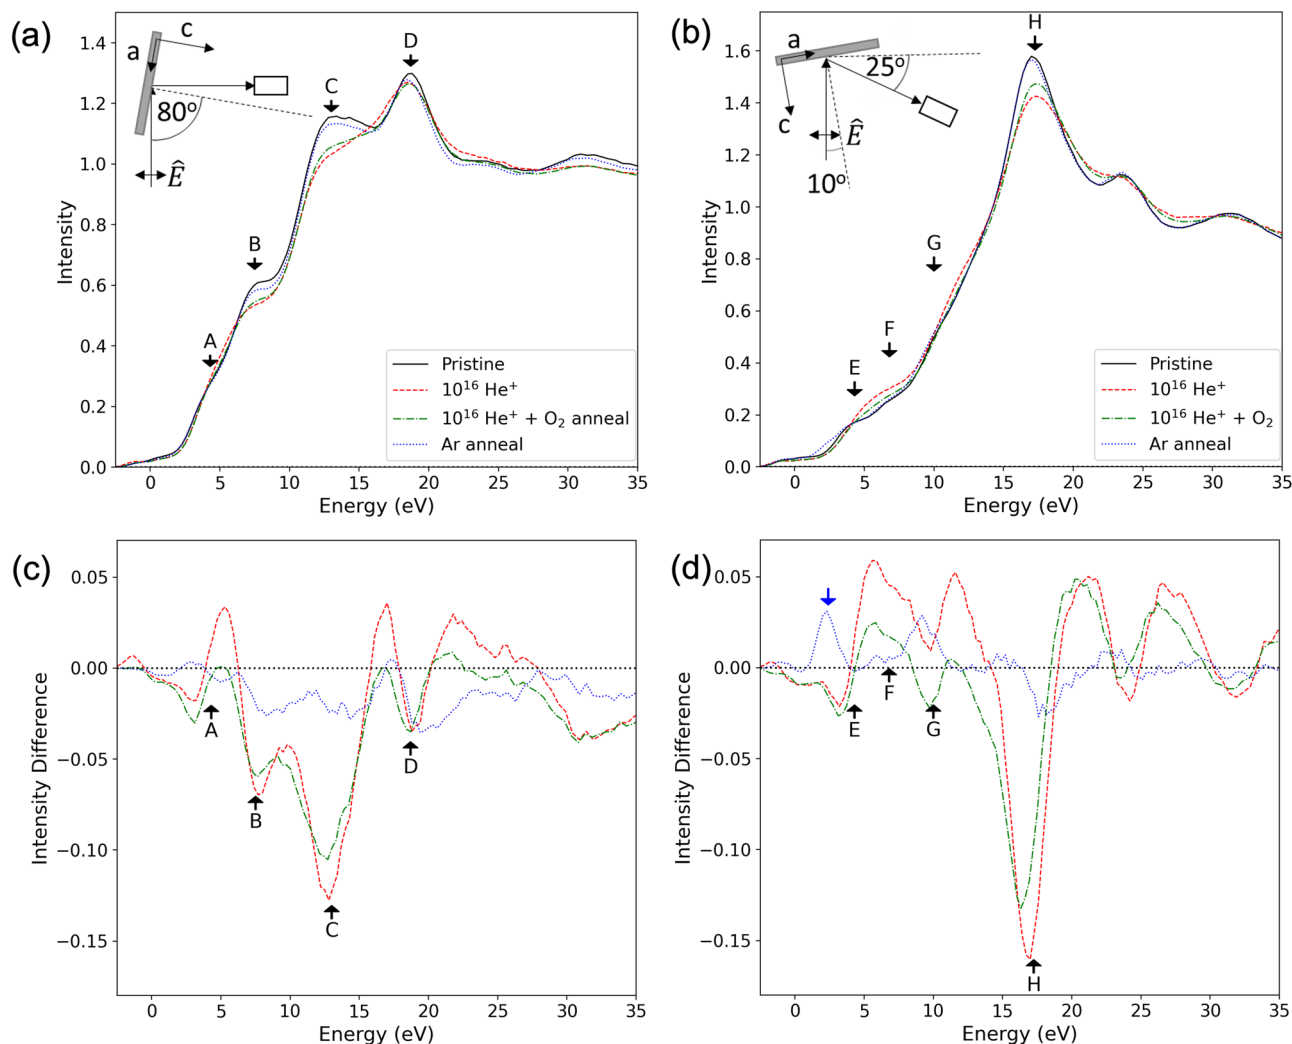 (a)
1.4
1.2
1.0
0.8
0.6
0.4
0.2
0.0
Intensity
a
c
80°
Ê
A
B
C
D
Pristine
10¹⁶ He⁺
10¹⁶ He⁺ + O₂ anneal
Ar anneal
0 5 10 15 20 25 30 35
Energy (eV)
(b)
1.6
1.4
1.2
1.0
0.8
0.6
0.4
0.2
0.0
Intensity
a
c
25°
Ê
10°
E
F
G
H
Pristine
10¹⁶ He⁺
10¹⁶ He⁺ + O₂
Ar anneal
0 5 10 15 20 25 30 35
Energy (eV)
(c)
0.05
0.00
−0.05
−0.10
−0.15
Intensity Difference
A
B
C
D
0 5 10 15 20 25 30 35
Energy (eV)
(d)
0.05
0.00
−0.05
−0.10
−0.15
Intensity Difference
E
F
G
H
0 5 10 15 20 25 30 35
Energy (eV)